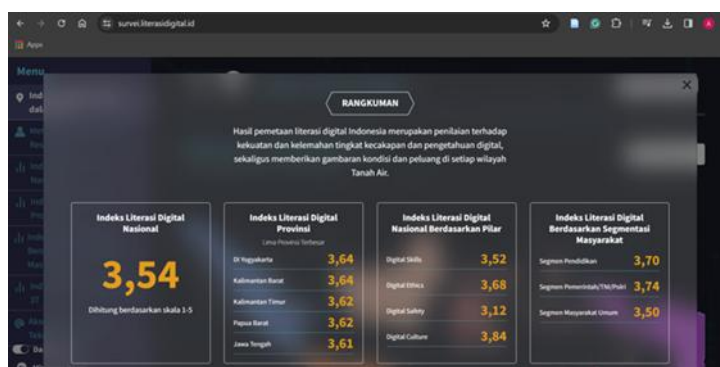 survei.literasidigital.id
Apps
Menu
RANGKUMAN
Hasil pemetaan literasi digital Indonesia merupakan penilaian terhadap
kekuatan dan kelemahan tingkat kecakapan dan pengetahuan digital,
sekaligus memberikan gambaran kondisi dan peluang di setiap wilayah
Tanah Air.
Indeks Literasi Digital
Nasional
3,54
Dihitung berdasarkan skala 1-5
Indeks Literasi Digital
Provinsi
Lima Provinsi Terbesar
DI Yogyakarta 3,64
Kalimantan Barat 3,64
Kalimantan Timur 3,62
Papua Barat 3,62
Jawa Tengah 3,61
Indeks Literasi Digital
Nasional Berdasarkan Pilar
Digital Skills 3,52
Digital Ethics 3,68
Digital Safety 3,12
Digital Culture 3,84
Indeks Literasi Digital
Berdasarkan Segmentasi
Masyarakat
Segmen Pendidikan 3,70
Segmen Pemerintah/TNI/Polri 3,74
Segmen Masyarakat Umum 3,50